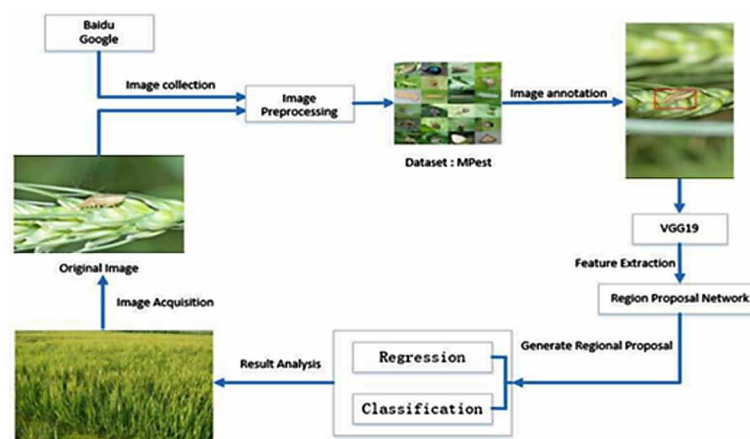 Baidu
Google
Image collection
Image
Preprocessing
Dataset : MPest
Image annotation
VGG19
Feature Extraction
Region Proposal Network
Generate Regional Proposal
Regression
Classification
Result Analysis
Original Image
Image Acquisition